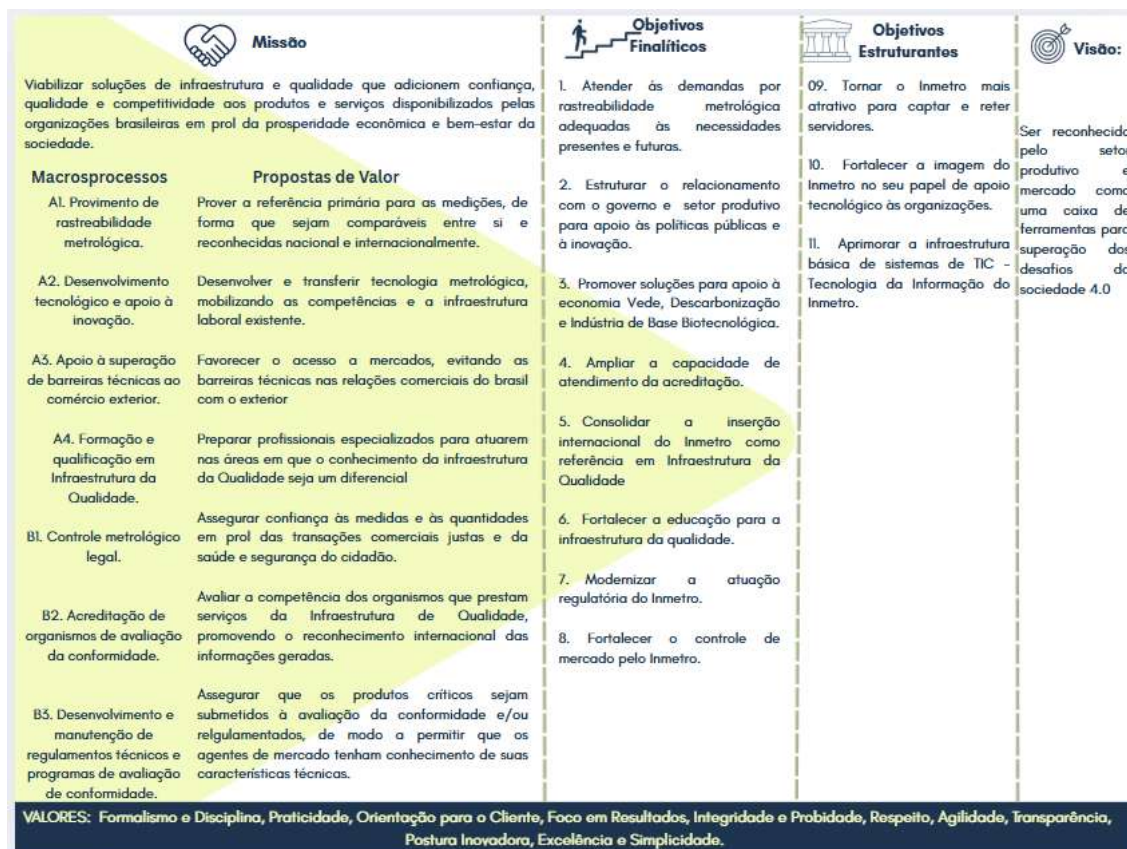 Missão
Viabilizar soluções de infraestrutura e qualidade que adicionem confiança,
qualidade e competitividade aos produtos e serviços disponibilizados pelas
organizações brasileiras em prol da prosperidade econômica e bem-estar da
sociedade.
Macrosprocessos
Propostas de Valor
A1. Provimento de
rastreabilidade
metrológica.
Prover a referência primária para as medições, de
forma que sejam comparáveis entre si e
reconhecidas nacional e internacionalmente.
A2. Desenvolvimento
tecnológico e apoio à
inovação.
Desenvolver e transferir tecnologia metrológica,
mobilizando as competências e a infraestrutura
laboral existente.
A3. Apoio à superação
de barreiras técnicas ao
comércio exterior.
Favorecer o acesso a mercados, evitando as
barreiras técnicas nas relações comerciais do brasil
com o exterior
A4. Formação e
qualificação em
Infraestrutura da
Qualidade.
Preparar profissionais especializados para atuarem
nas áreas em que o conhecimento da infraestrutura
da Qualidade seja um diferencial
B1. Controle metrológico
legal.
Assegurar confiança às medidas e às quantidades
em prol das transações comerciais justas e da
saúde e segurança do cidadão.
B2. Acreditação de
organismos de avaliação
da conformidade.
Avaliar a competência dos organismos que prestam
serviços da Infraestrutura de Qualidade,
promovendo o reconhecimento internacional das
informações geradas.
B3. Desenvolvimento e
manutenção de
regulamentos técnicos e
programas de avaliação
de conformidade.
Assegurar que os produtos críticos sejam
submetidos à avaliação da conformidade e/ou
relgulamentados, de modo a permitir que os
agentes de mercado tenham conhecimento de suas
características técnicas.
Objetivos
Finalíticos
1. Atender às demandas por
rastreabilidade metrológica
adequadas às necessidades
presentes e futuras.
2. Estruturar o relacionamento
com o governo e setor produtivo
para apoio às políticas públicas e
à inovação.
3. Promover soluções para apoio à
economia Vede, Descarbonização
e Indústria de Base Biotecnológica.
4. Ampliar a capacidade de
atendimento da acreditação.
5. Consolidar a inserção
internacional do Inmetro como
referência em Infraestrutura da
Qualidade
6. Fortalecer a educação para a
infraestrutura da qualidade.
7. Modernizar a atuação
regulatória do Inmetro.
8. Fortalecer o controle de
mercado pelo Inmetro.
Objetivos
Estruturantes
09. Tornar o Inmetro mais
atrativo para captar e reter
servidores.
10. Fortalecer a imagem do
Inmetro no seu papel de apoio
tecnológico às organizações.
11. Aprimorar a infraestrutura
básica de sistemas de TIC -
Tecnologia da Informação do
Inmetro.
Visão:
Ser reconhecido
pelo setor
produtivo e
mercado como
uma caixa de
ferramentas para
superação dos
desafios da
sociedade 4.0
VALORES: Formalismo e Disciplina, Praticidade, Orientação para o Cliente, Foco em Resultados, Integridade e Probidade, Respeito, Agilidade, Transparência,
Postura Inovadora, Excelência e Simplicidade.